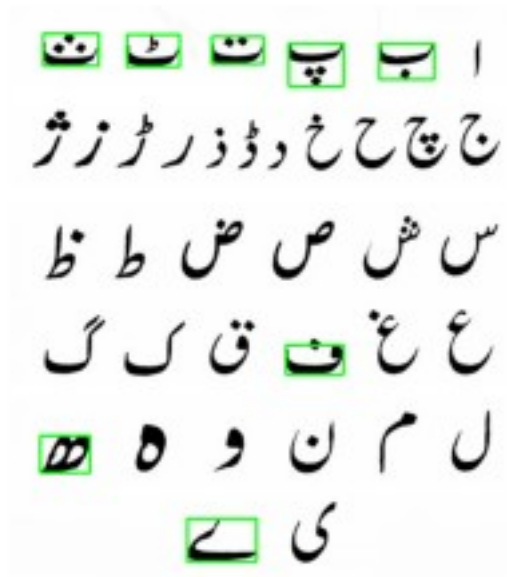 ا ب پ ت ٹ ث
ج چ ح خ د ڈ ذ ر ڑ ز ژ
س ش ص ض ط ظ
ع غ ف ق ک گ
ل م ن و ہ ھ
ی ے